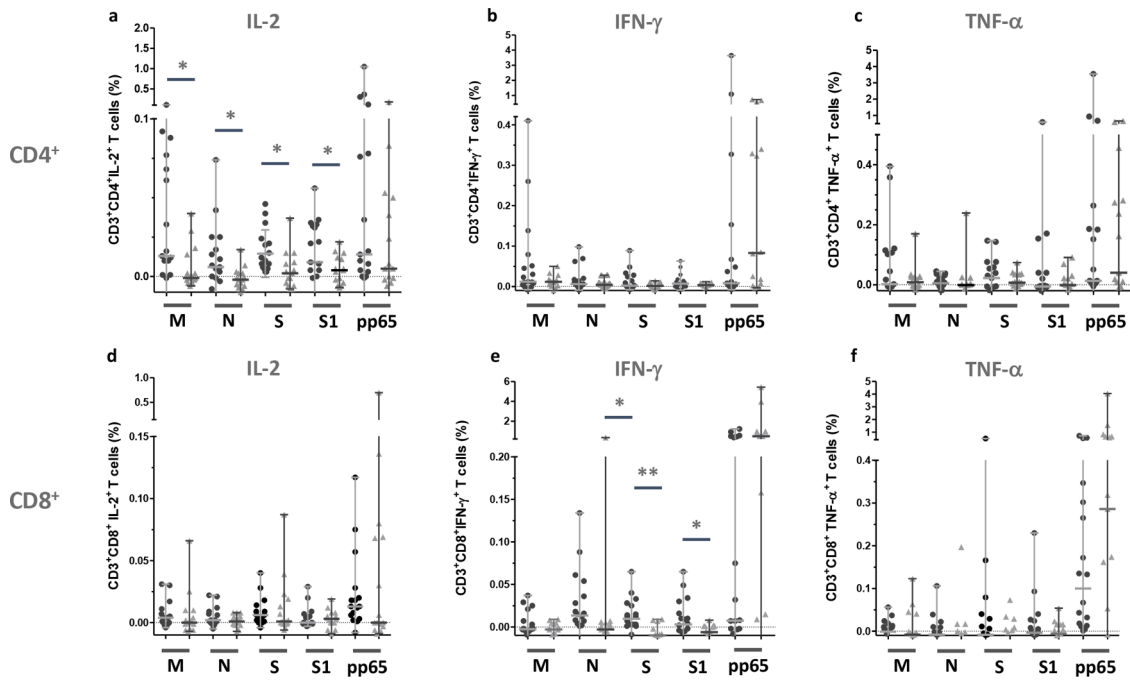 a IL-2 b IFN-γ c TNF-α
CD4⁺
CD3⁺CD4⁺IL-2⁺ T cells (%)
2.0
1.5
1.0
0.5
0.1
0.0
* * * *
M N S S1 pp65
CD3⁺CD4⁺IFN-γ⁺ T cells (%)
5
4
3
2
1
0.4
0.3
0.2
0.1
0.0
M N S S1 pp65
CD3⁺CD4⁺ TNF-α⁺ T cells (%)
5
4
3
2
1
0.4
0.2
0.0
M N S S1 pp65
d IL-2 e IFN-γ f TNF-α
CD8⁺
CD3⁺CD8⁺ IL-2⁺ T cells (%)
1.0
0.5
0.15
0.10
0.05
0.00
M N S S1 pp65
CD3⁺CD8⁺IFN-γ⁺ T cells (%)
6
4
2
0.20
0.15
0.10
0.05
0.00
* ** *
M N S S1 pp65
CD3⁺CD8⁺ TNF-α⁺ T cells (%)
5
4
3
2
1
0.4
0.3
0.2
0.1
0.0
M N S S1 pp65